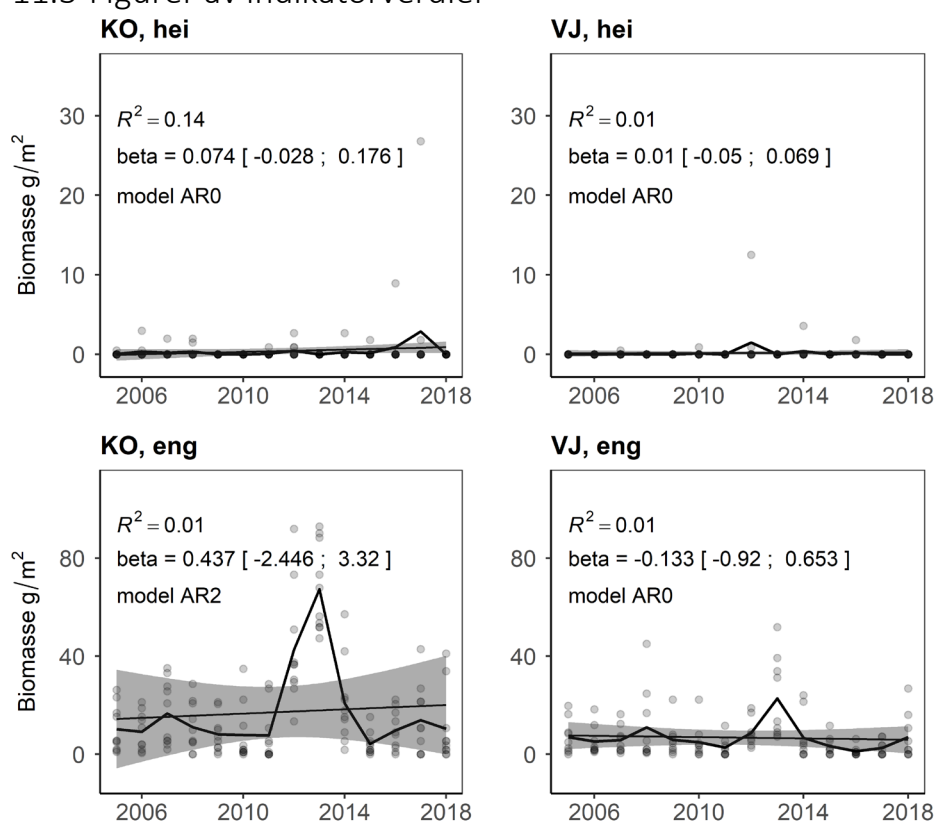 11.3 Figurer av indikatorverdier
KO, hei
Biomasse g/m²
30
20
10
0
R² = 0.14
beta = 0.074 [ -0.028 ; 0.176 ]
model AR0
2006 2010 2014 2018
VJ, hei
30
20
10
0
R² = 0.01
beta = 0.01 [ -0.05 ; 0.069 ]
model AR0
2006 2010 2014 2018
KO, eng
Biomasse g/m²
80
40
0
R² = 0.01
beta = 0.437 [ -2.446 ; 3.32 ]
model AR2
2006 2010 2014 2018
VJ, eng
80
40
0
R² = 0.01
beta = -0.133 [ -0.92 ; 0.653 ]
model AR0
2006 2010 2014 2018